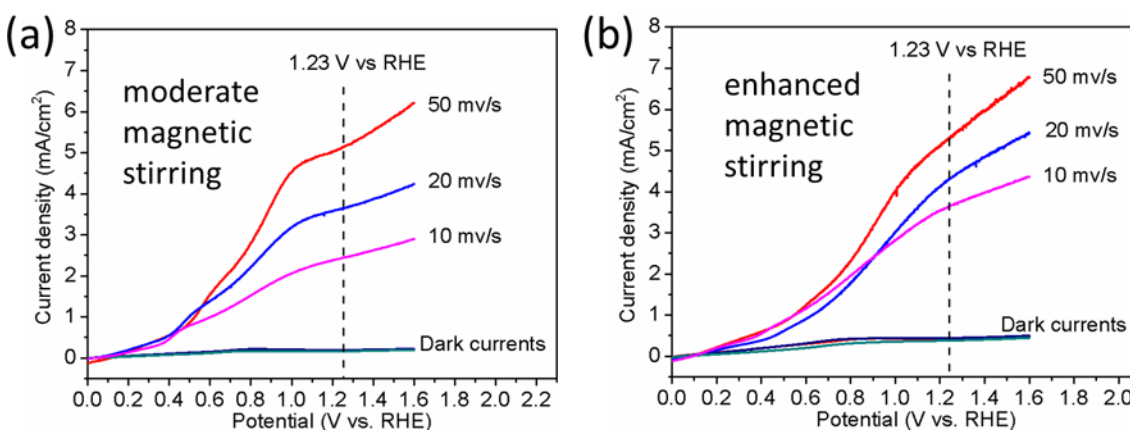 (a)
8
7
6
5
4
3
2
1
0
Current density (mA/cm²)
moderate
magnetic
stirring
1.23 V vs RHE
50 mv/s
20 mv/s
10 mv/s
Dark currents
0.0 0.2 0.4 0.6 0.8 1.0 1.2 1.4 1.6 1.8 2.0 2.2
Potential (V vs. RHE)
(b)
8
7
6
5
4
3
2
1
0
Current density (mA/cm²)
enhanced
magnetic
stirring
1.23 V vs RHE
50 mv/s
20 mv/s
10 mv/s
Dark currents
0.0 0.2 0.4 0.6 0.8 1.0 1.2 1.4 1.6 1.8 2.0
Potential (V vs. RHE)